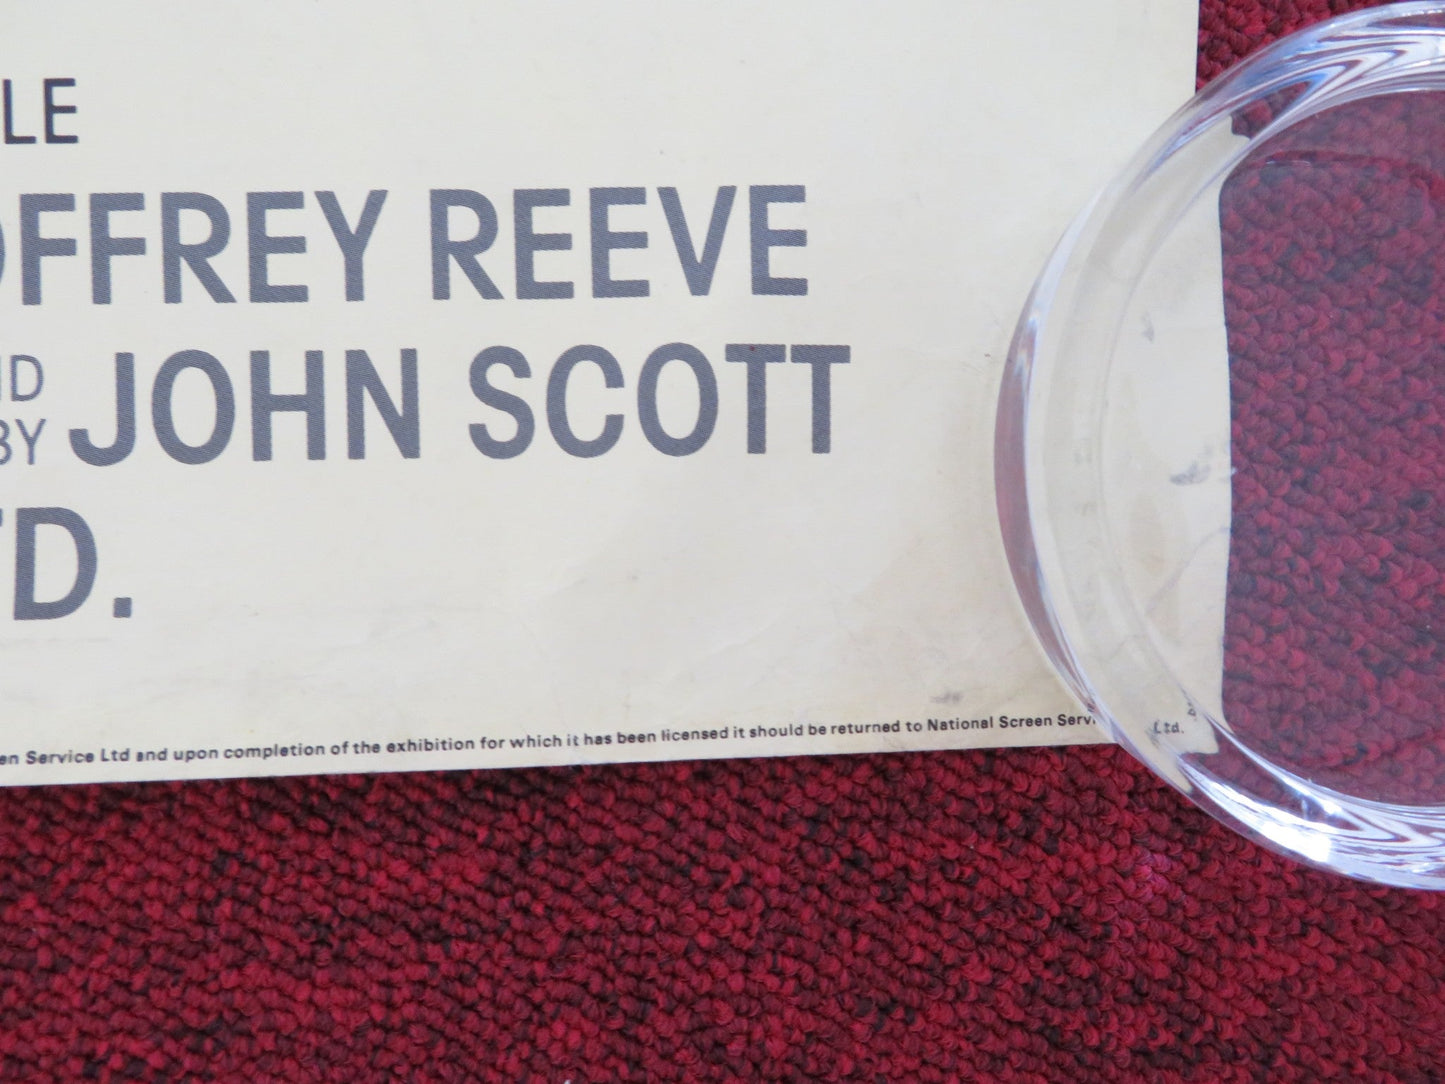 LE
OFFREY REEVE
ND
BY JOHN SCOTT
TD.
en Service Ltd and upon completion of the exhibition for which it has been licensed it should be returned to National Screen Servi Ltd.